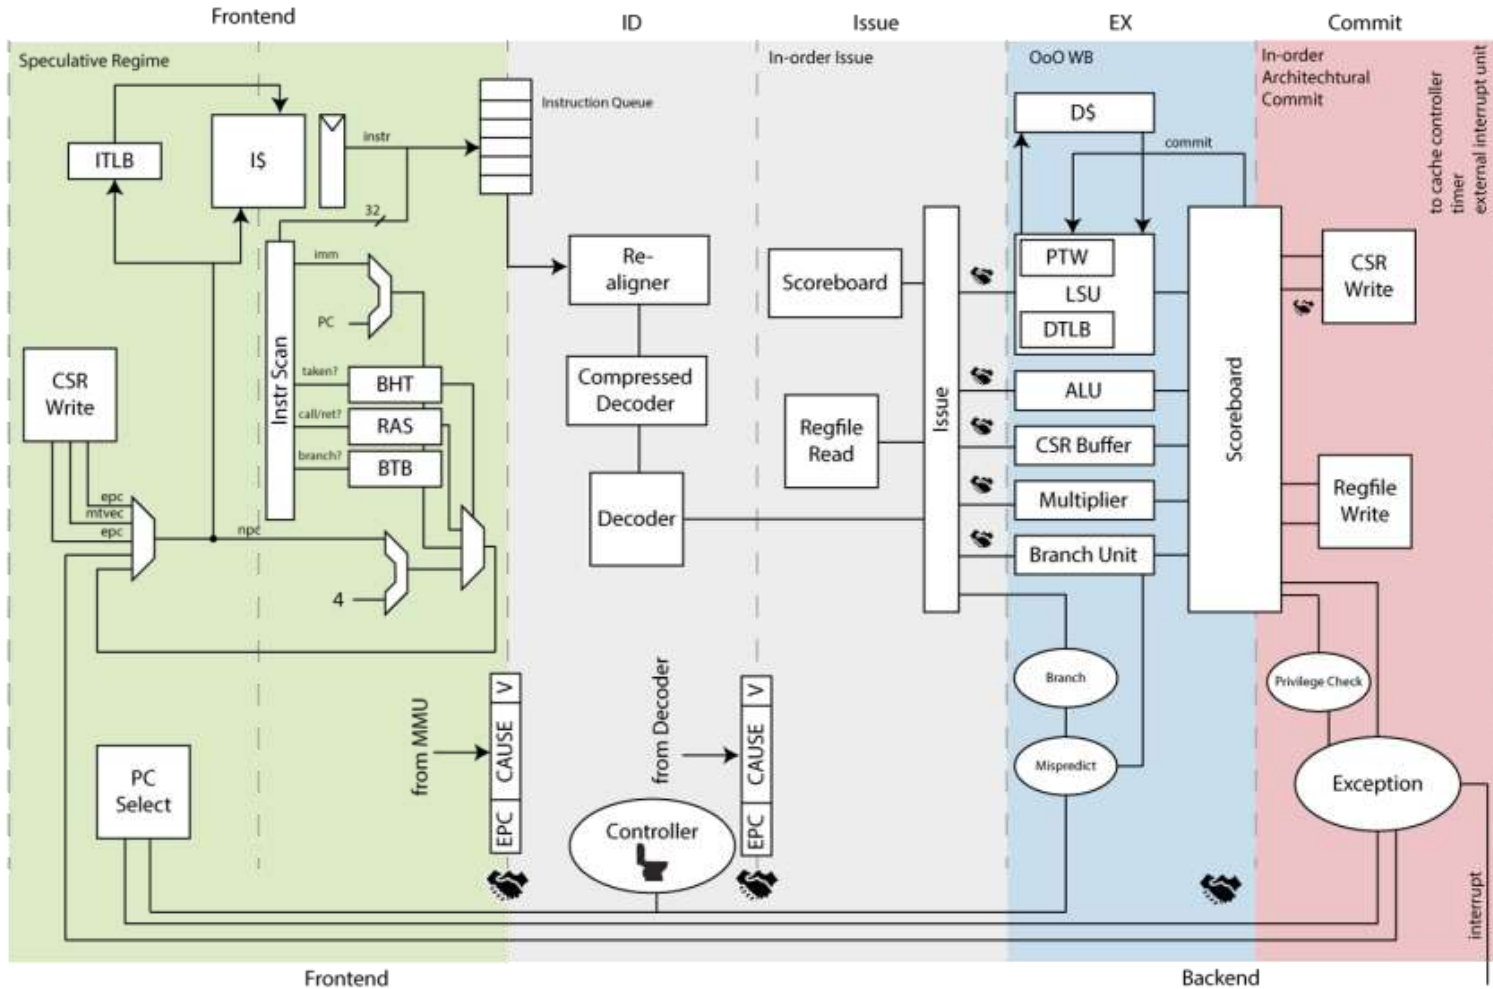 Frontend
ID
Issue
EX
Commit
Speculative Regime
In-order Issue
OoO WB
In-order
Architechtural
Commit
to cache controller
timer
external interrupt unit
Instruction Queue
ITLB
I$
instr
32
D$
commit
imm
PC
Instr Scan
Re-
aligner
Scoreboard
PTW
LSU
DTLB
CSR
Write
CSR
Write
taken?
BHT
call/ret?
RAS
branch?
BTB
Compressed
Decoder
Regfile
Read
Issue
ALU
CSR Buffer
Multiplier
Branch Unit
Scoreboard
Regfile
Write
epc
mtvec
epc
npc
4
Decoder
from MMU
EPC
CAUSE
V
from Decoder
EPC
CAUSE
V
Branch
Mispredict
Privilege Check
Exception
PC
Select
Controller
interrupt
Frontend
Backend